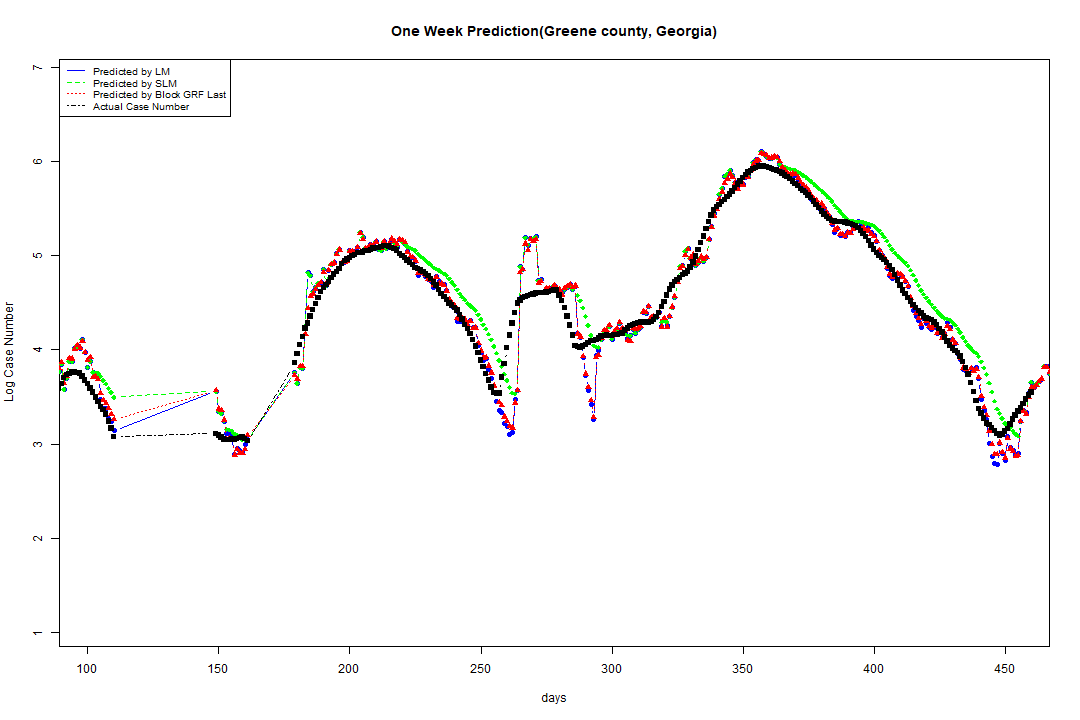 One Week Prediction(Greene county, Georgia)
Predicted by LM
Predicted by SLM
Predicted by Block GRF Last
Actual Case Number
7
6
5
4
3
2
1
Log Case Number
100 150 200 250 300 350 400 450
days